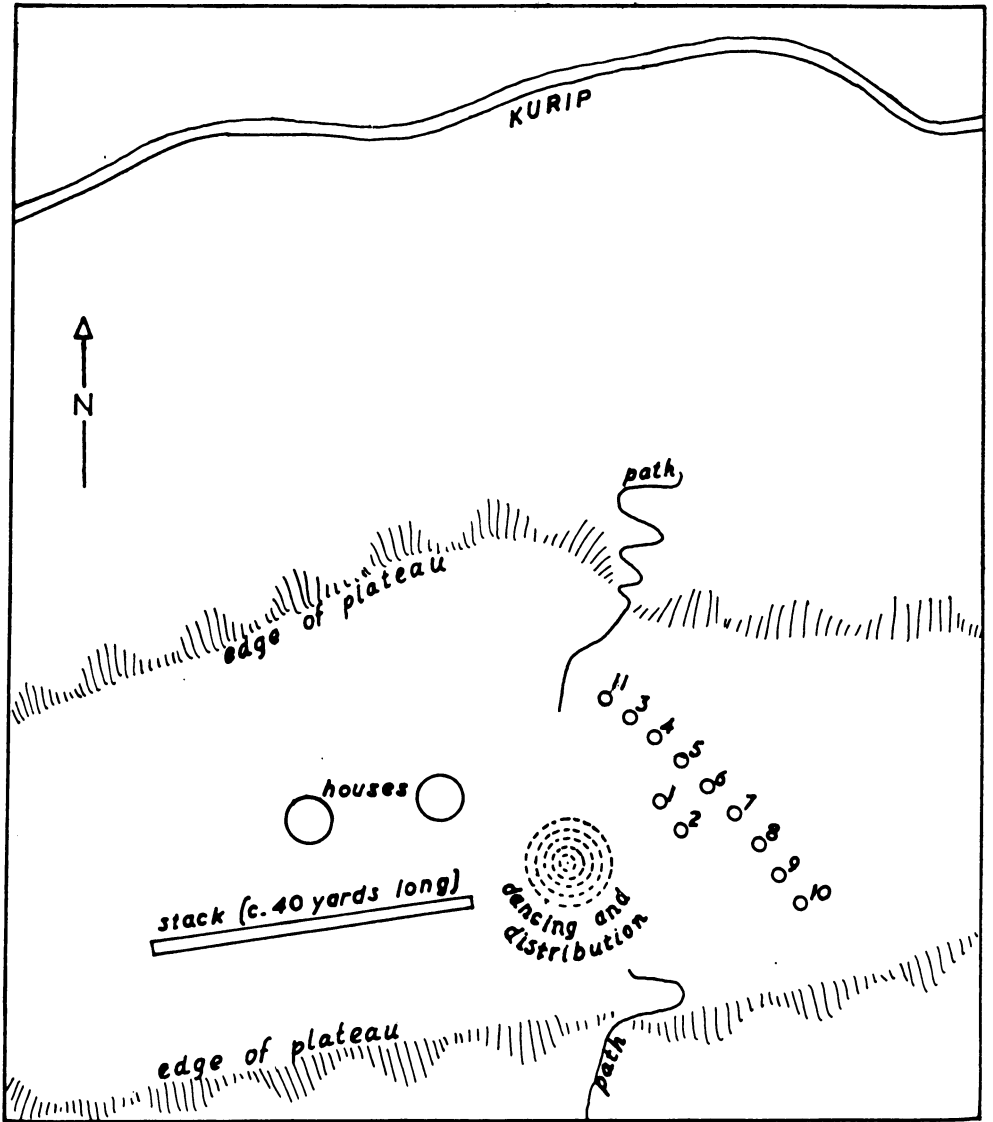 KURIP
N
path
edge of plateau
11
3
4
5
6
1
7
2
8
9
10
houses
stack (c. 40 yards long)
dancing and
distribution
edge of plateau
path